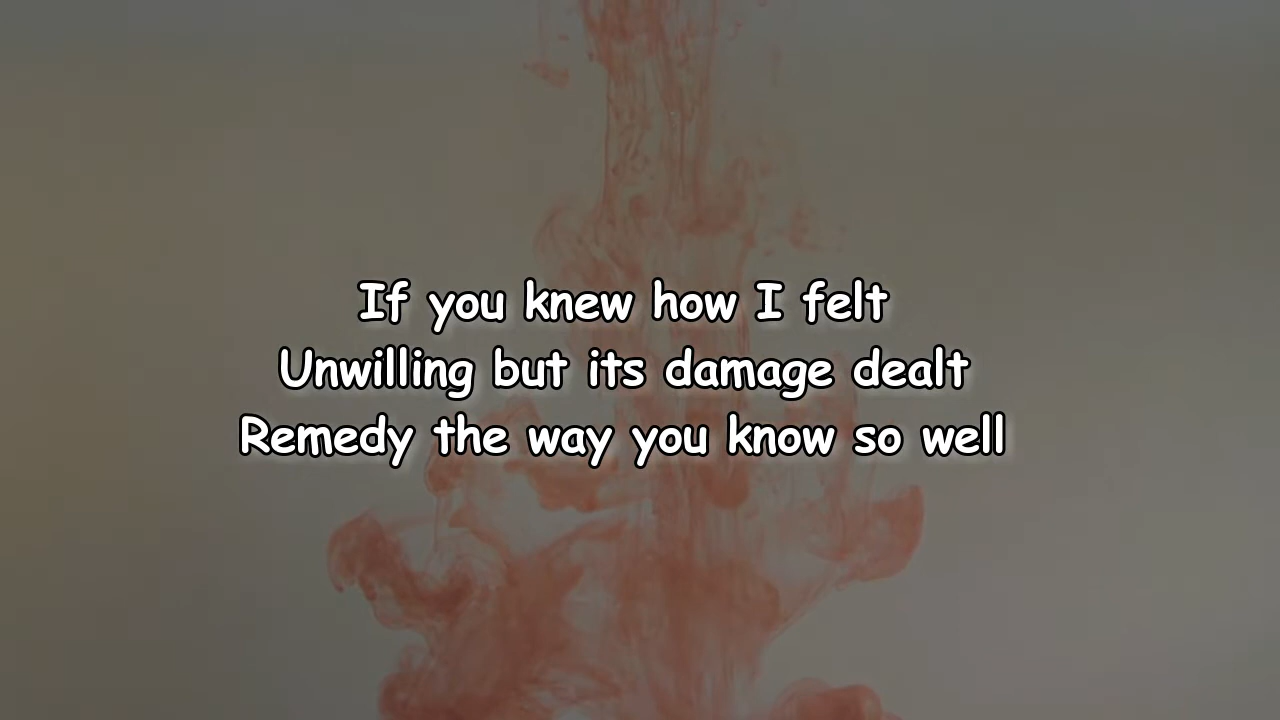 If you knew how I felt
Unwilling but its damage dealt
Remedy the way you know so well